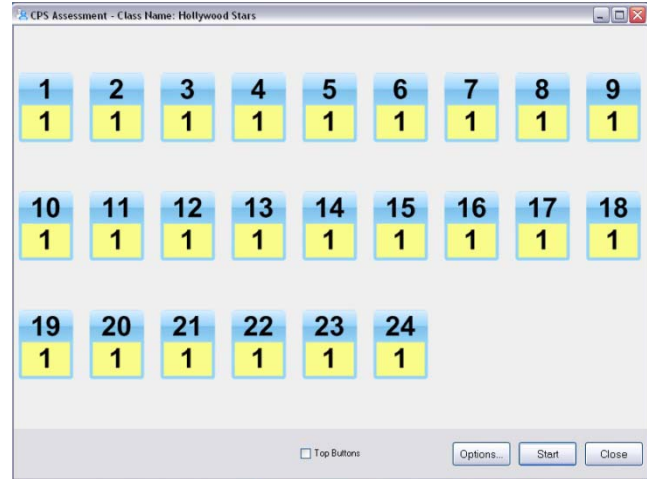 CPS Assessment - Class Name: Hollywood Stars
1 2 3 4 5 6 7 8 9
1 1 1 1 1 1 1 1 1
10 11 12 13 14 15 16 17 18
1 1 1 1 1 1 1 1 1
19 20 21 22 23 24
1 1 1 1 1 1
Top Buttons Options... Start Close